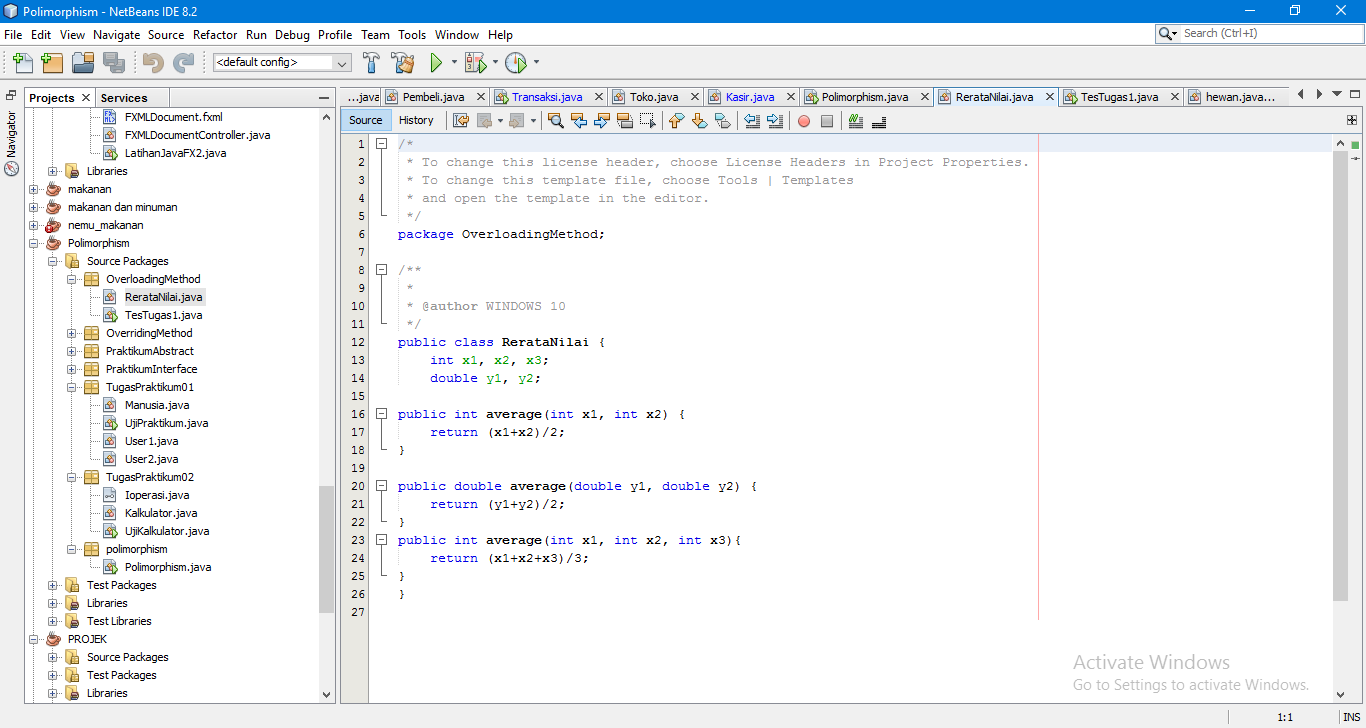 Polimorphism - NetBeans IDE 8.2
File Edit View Navigate Source Refactor Run Debug Profile Team Tools Window Help
Search (Ctrl+I)
<default config>
Projects Services
Navigator
FXMLDocument.fxml
FXMLDocumentController.java
LatihanJavaFX2.java
Libraries
makanan
makanan dan minuman
nemu_makanan
Polimorphism
Source Packages
OverloadingMethod
RerataNilai.java
TesTugas1.java
OverridingMethod
PraktikumAbstract
PraktikumInterface
TugasPraktikum01
Manusia.java
UjiPraktikum.java
User1.java
User2.java
TugasPraktikum02
Ioperasi.java
Kalkulator.java
UjiKalkulator.java
polimorphism
Polimorphism.java
Test Packages
Libraries
Test Libraries
PROJEK
Source Packages
Test Packages
Libraries
...java Pembeli.java Transaksi.java Toko.java Kasir.java Polimorphism.java RerataNilai.java TesTugas1.java hewan.java...
Source History
1 /*
2 * To change this license header, choose License Headers in Project Properties.
3 * To change this template file, choose Tools | Templates
4 * and open the template in the editor.
5 */
6 package OverloadingMethod;
7
8 /**
9 *
10 * @author WINDOWS 10
11 */
12 public class RerataNilai {
13 int x1, x2, x3;
14 double y1, y2;
15
16 public int average(int x1, int x2) {
17 return (x1+x2)/2;
18 }
19
20 public double average(double y1, double y2) {
21 return (y1+y2)/2;
22 }
23 public int average(int x1, int x2, int x3){
24 return (x1+x2+x3)/3;
25 }
26 }
27
Activate Windows
Go to Settings to activate Windows.
1:1 INS